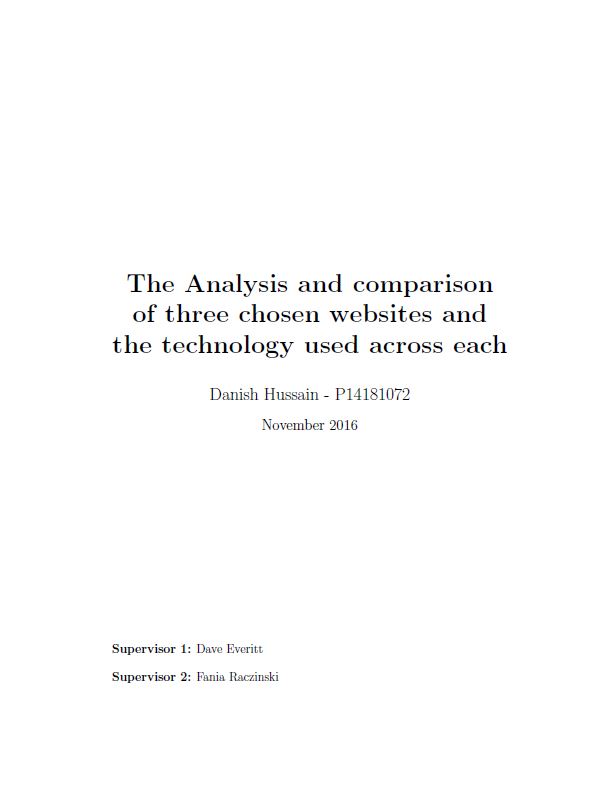 The Analysis and comparison
of three chosen websites and
the technology used across each
Danish Hussain - P14181072
November 2016
Supervisor 1: Dave Everitt
Supervisor 2: Fania Raczinski